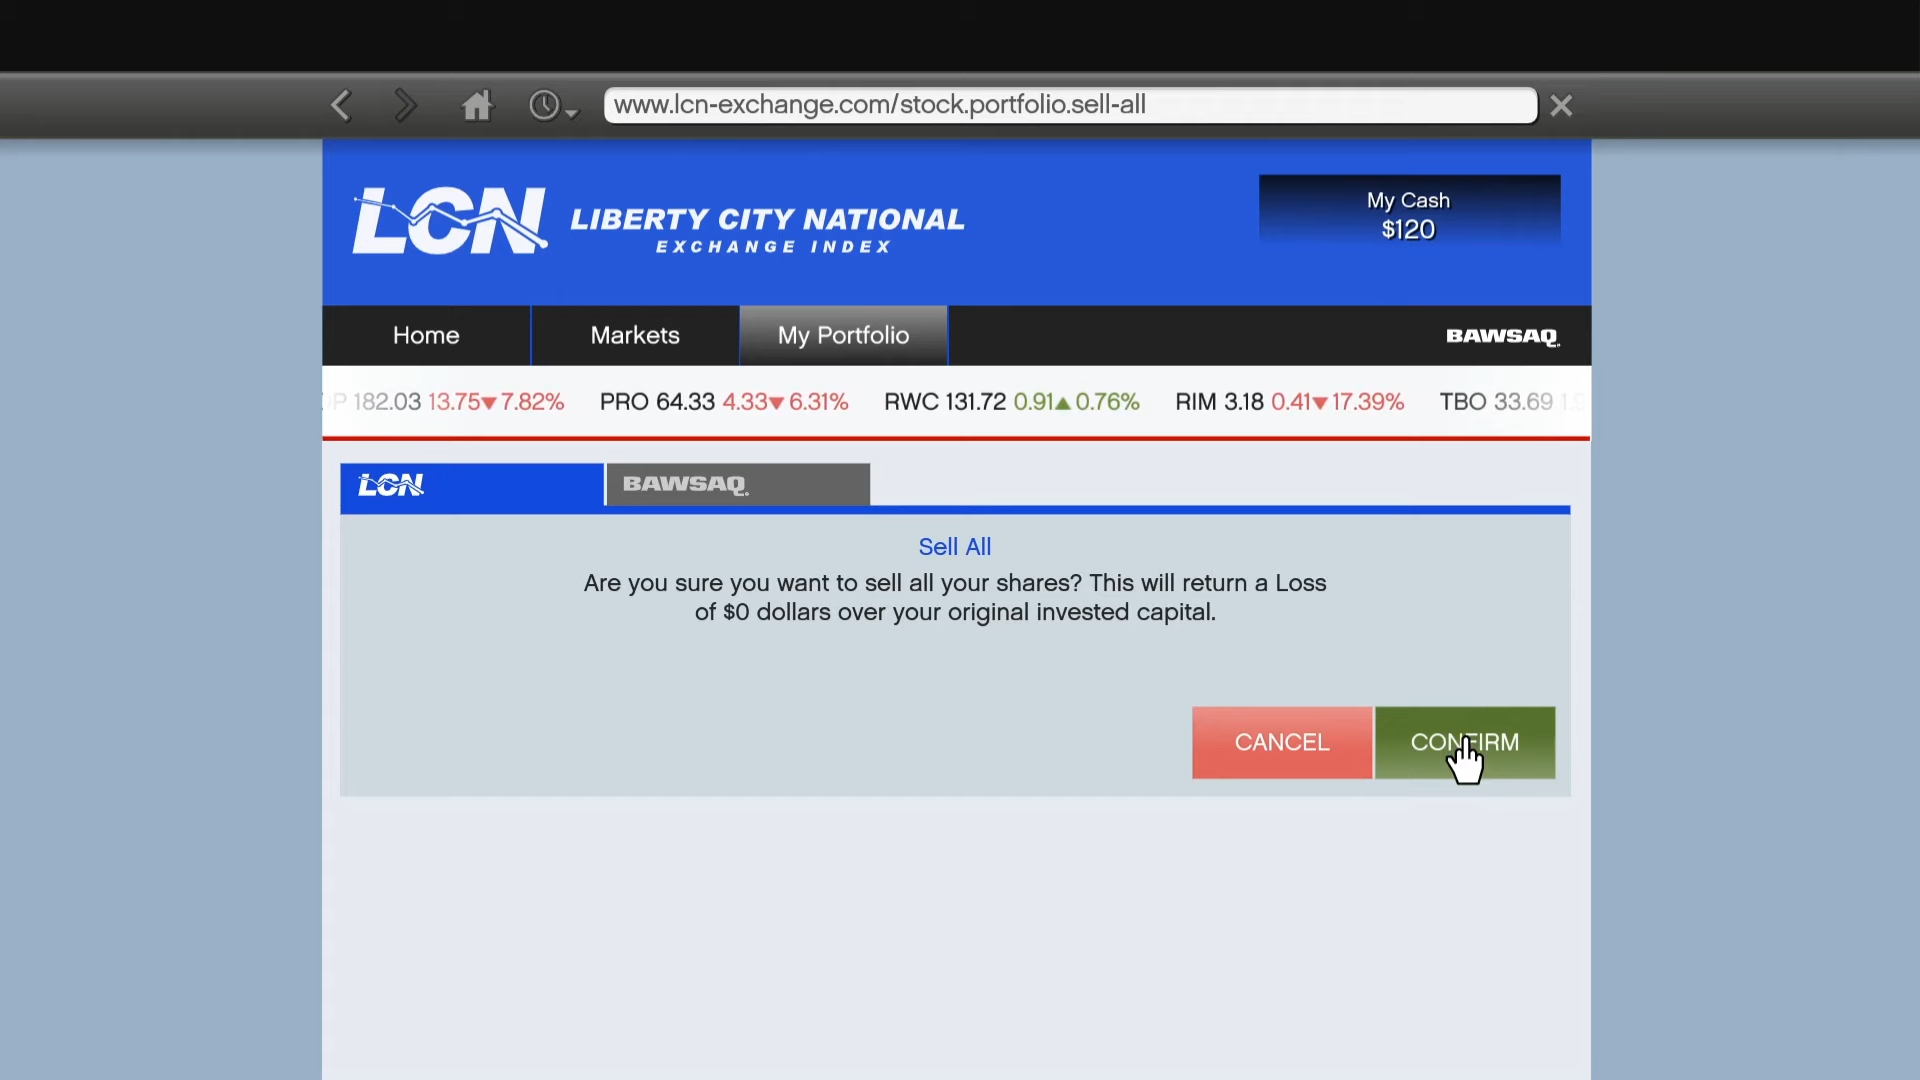 www.lcn-exchange.com/stock.portfolio.sell-all
LCN LIBERTY CITY NATIONAL
EXCHANGE INDEX
My Cash
$120
Home Markets My Portfolio BAWSAQ
P 182.03 13.75▼7.82% PRO 64.33 4.33▼6.31% RWC 131.72 0.91▲0.76% RIM 3.18 0.41▼17.39% TBO 33.69
LCN BAWSAQ
Sell All
Are you sure you want to sell all your shares? This will return a Loss
of $0 dollars over your original invested capital.
CANCEL CONFIRM